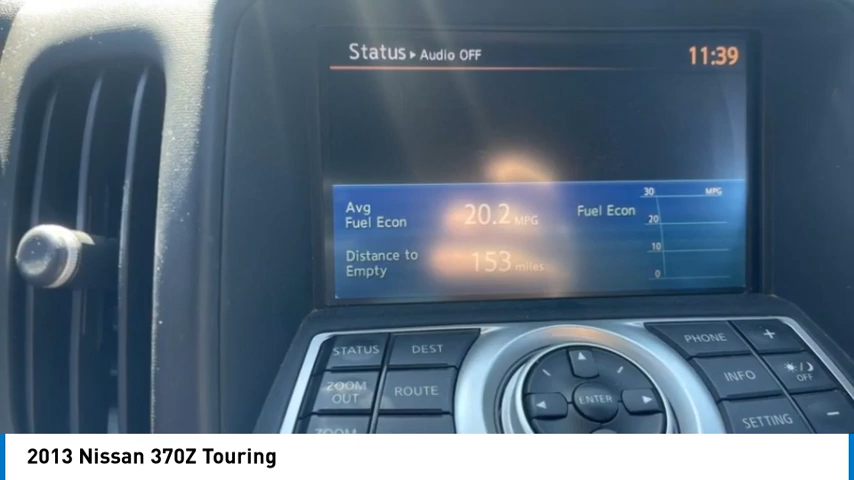 Status ▸ Audio OFF 11:39
Avg
Fuel Econ 20.2 MPG
Distance to
Empty 153 miles
Fuel Econ
30 MPG
20
10
0
STATUS DEST
ZOOM
OUT
ROUTE
ZOOM
ENTER
PHONE +
INFO
OFF
SETTING −
2013 Nissan 370Z Touring